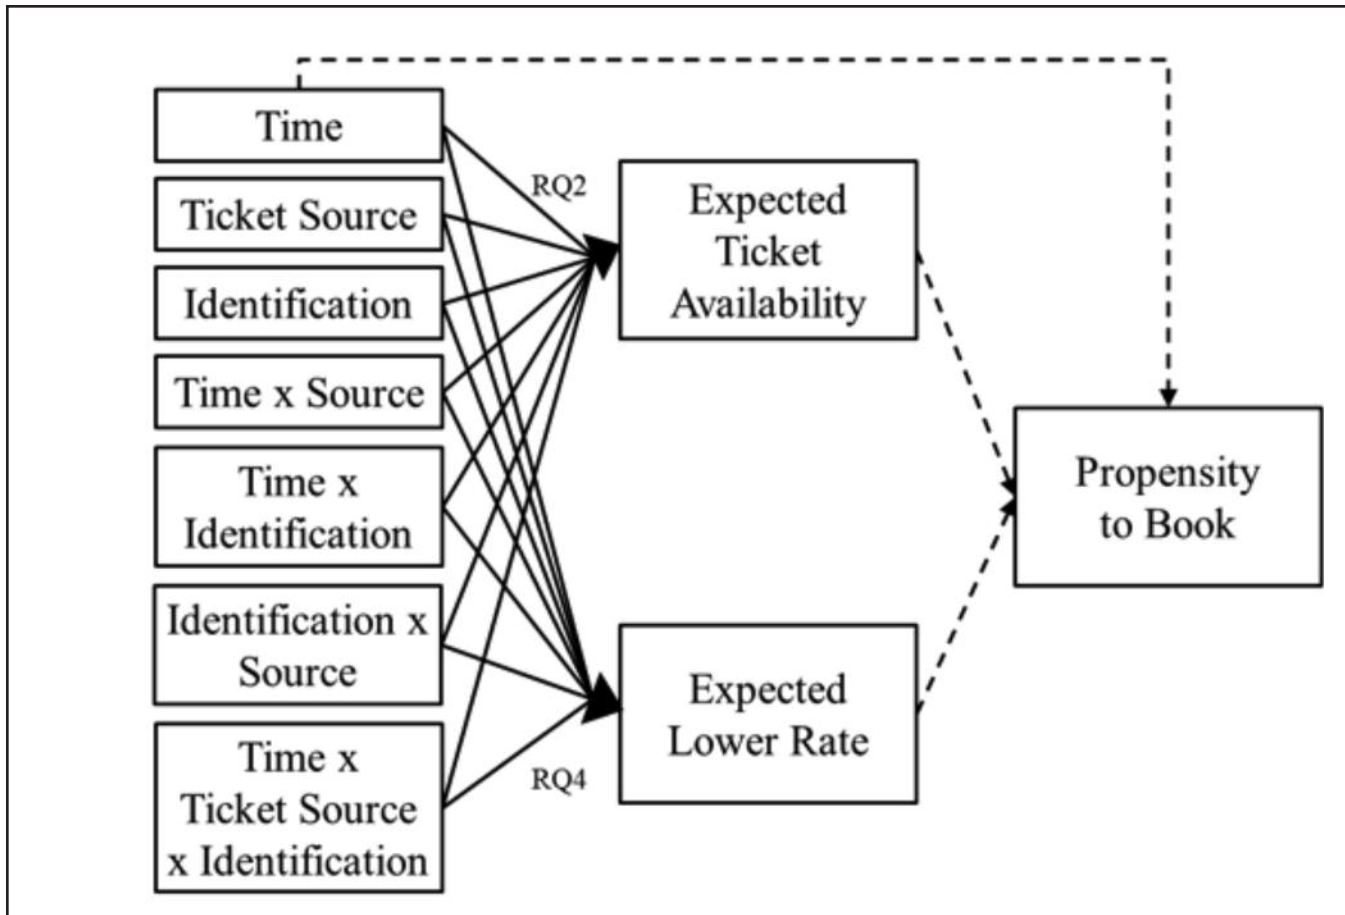 Time
Ticket Source
Identification
Time x Source
Time x
Identification
Identification x
Source
Time x
Ticket Source
x Identification
RQ2
RQ4
Expected
Ticket
Availability
Expected
Lower Rate
Propensity
to Book